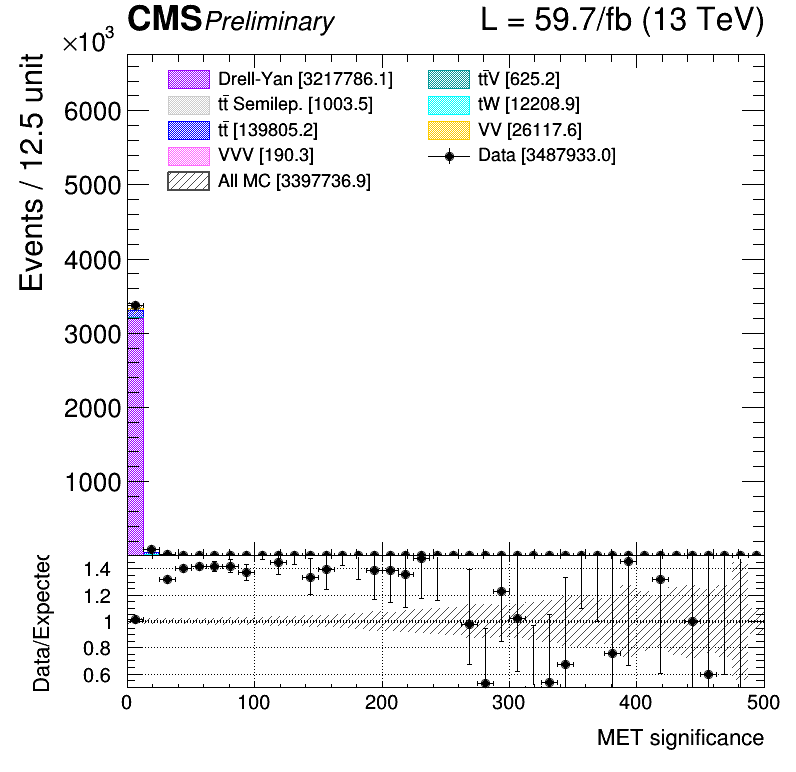 CMS Preliminary L = 59.7/fb (13 TeV)
×10³
Events / 12.5 unit
Drell-Yan [3217786.1]
tt̄ Semilep. [1003.5]
tt̄ [139805.2]
VVV [190.3]
All MC [3397736.9]
tt̄V [625.2]
tW [12208.9]
VV [26117.6]
Data [3487933.0]
6000
5000
4000
3000
2000
1000
Data/Expected
1.4
1.2
1
0.8
0.6
0 100 200 300 400 500
MET significance